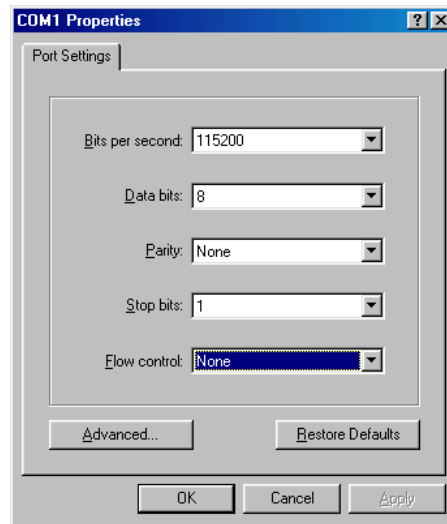 COM1 Properties
Port Settings
Bits per second: 115200
Data bits: 8
Parity: None
Stop bits: 1
Flow control: None
Advanced... Restore Defaults
OK Cancel Apply